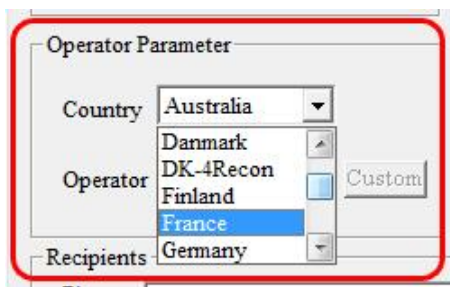 Operator Parameter
Country Australia
Danmark
DK-4Recon
Operator Finland Custom
France
Recipients Germany